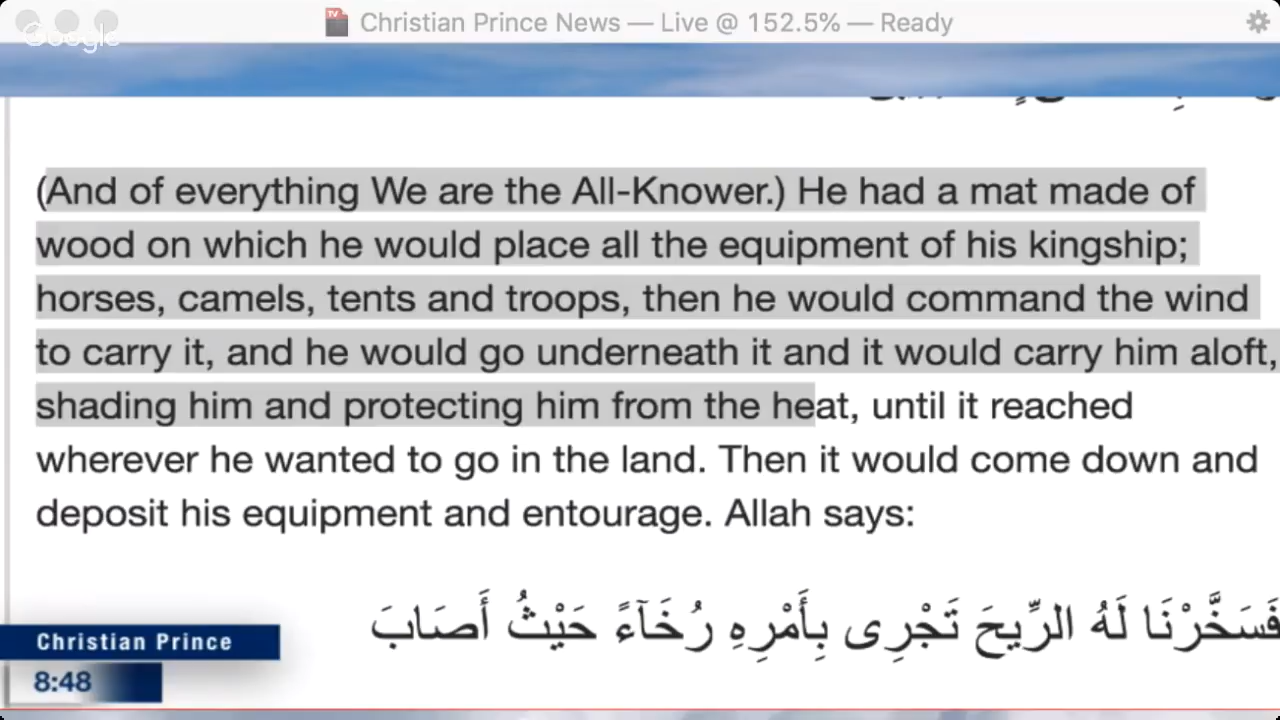 Christian Prince News — Live @ 152.5% — Ready
Google
(And of everything We are the All-Knower.) He had a mat made of
wood on which he would place all the equipment of his kingship;
horses, camels, tents and troops, then he would command the wind
to carry it, and he would go underneath it and it would carry him aloft,
shading him and protecting him from the heat, until it reached
wherever he wanted to go in the land. Then it would come down and
deposit his equipment and entourage. Allah says:
فَسَخَّرْنَا لَهُ الرِّيحَ تَجْرِى بِأَمْرِهِ رُخَآءً حَيْثُ أَصَابَ
Christian Prince
8:48